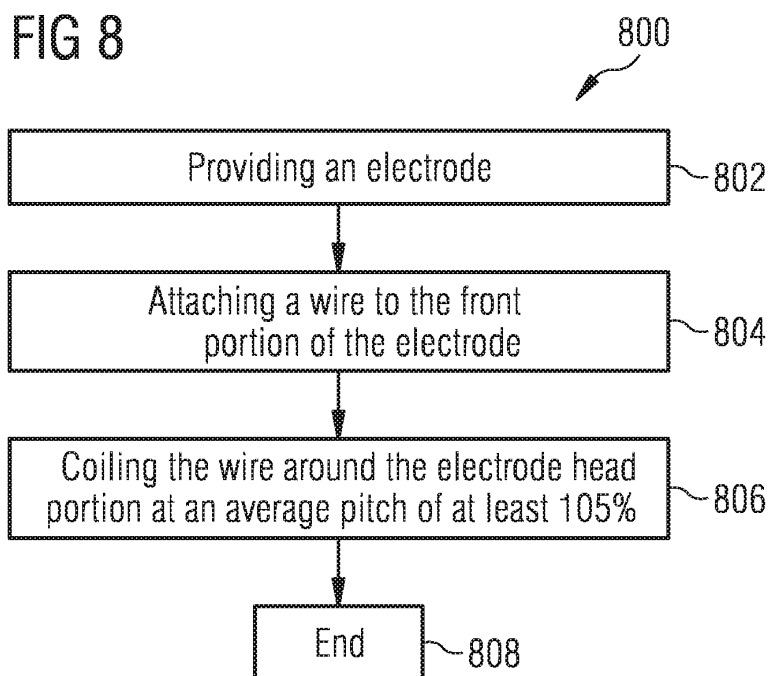 FIG 8
800
Providing an electrode
802
Attaching a wire to the front
portion of the electrode
804
Coiling the wire around the electrode head
portion at an average pitch of at least 105%
806
End
808